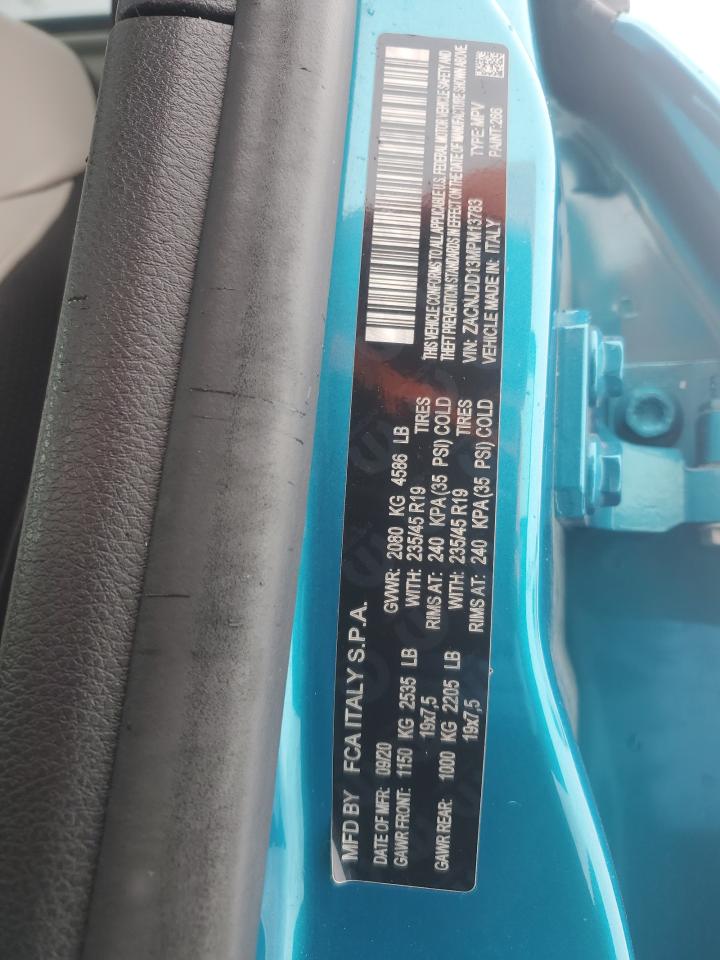 MFD BY FCA ITALY S.P.A.
DATE OF MFR: 09/20 GVWR: 2080 KG 4586 LB
GAWR FRONT: 1150 KG 2535 LB WITH: 235/45 R19 TIRES
19x7,5 RIMS AT: 240 KPA (35 PSI) COLD
GAWR REAR: 1000 KG 2205 LB WITH: 235/45 R19 TIRES
19x7,5 RIMS AT: 240 KPA (35 PSI) COLD
THIS VEHICLE CONFORMS TO ALL APPLICABLE U.S. FEDERAL MOTOR VEHICLE SAFETY AND
THEFT PREVENTION STANDARDS IN EFFECT ON THE DATE OF MANUFACTURE SHOWN ABOVE
VIN: ZACNJDD13MPM13783 TYPE: MPV
VEHICLE MADE IN: ITALY PAINT: 266